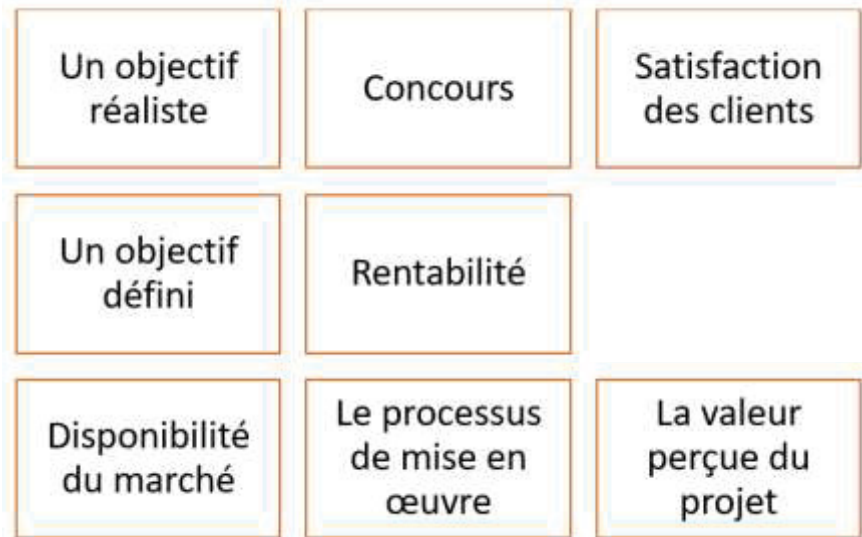 Un objectif
réaliste
Concours
Satisfaction
des clients
Un objectif
défini
Rentabilité
Disponibilité
du marché
Le processus
de mise en
œuvre
La valeur
perçue du
projet